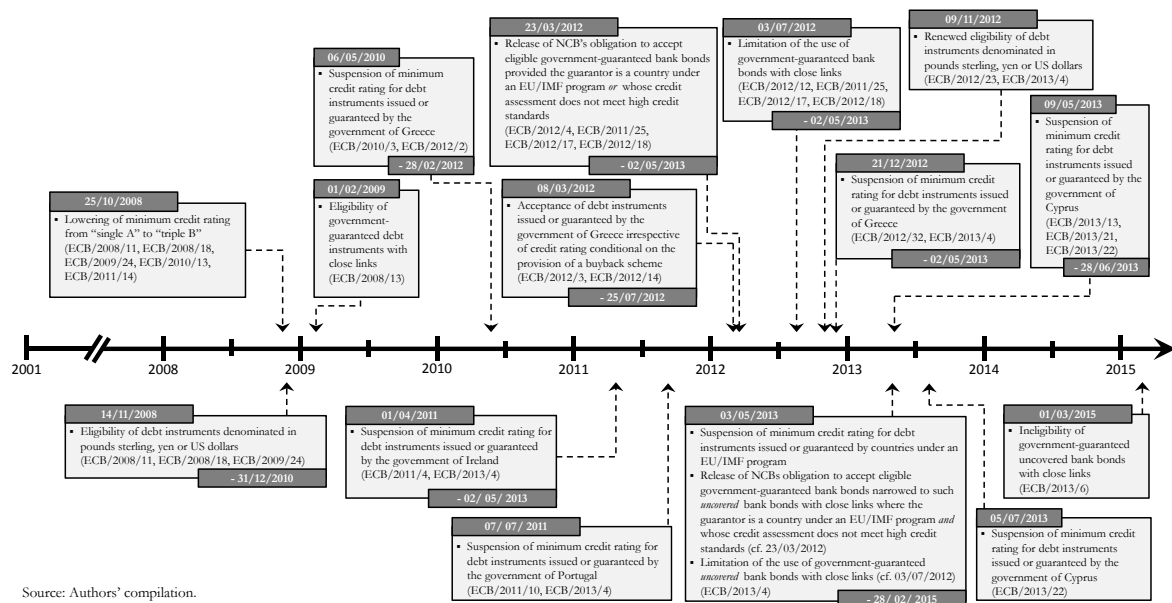 25/10/2008
▪ Lowering of minimum credit rating
from “single A” to “triple B”
(ECB/2008/11, ECB/2008/18,
ECB/2009/24, ECB/2010/13,
ECB/2011/14)
06/05/2010
▪ Suspension of minimum
credit rating for debt
instruments issued or
guaranteed by the
government of Greece
(ECB/2010/3, ECB/2012/2)
- 28/02/2012
01/02/2009
▪ Eligibility of
government-
guaranteed debt
instruments with
close links
(ECB/2008/13)
23/03/2012
▪ Release of NCB’s obligation to accept
eligible government-guaranteed bank bonds
provided the guarantor is a country under
an EU/IMF program or whose credit
assessment does not meet high credit
standards
(ECB/2012/4, ECB/2011/25,
ECB/2012/17, ECB/2012/18)
- 02/05/2013
08/03/2012
▪ Acceptance of debt instruments
issued or guaranteed by the
government of Greece irrespective
of credit rating conditional on the
provision of a buyback scheme
(ECB/2012/3, ECB/2012/14)
- 25/07/2012
03/07/2012
▪ Limitation of the use of
government-guaranteed bank
bonds with close links
(ECB/2012/12, ECB/2011/25,
ECB/2012/17, ECB/2012/18)
- 02/05/2013
09/11/2012
▪ Renewed eligibility of debt
instruments denominated in
pounds sterling, yen or US dollars
(ECB/2012/23, ECB/2013/4)
21/12/2012
▪ Suspension of minimum credit
rating for debt instruments issued
or guaranteed by the government of
Greece
(ECB/2012/32, ECB/2013/4)
- 02/05/2013
09/05/2013
▪ Suspension of
minimum credit
rating for debt
instruments issued
or guaranteed by the
government of
Cyprus
(ECB/2013/13,
ECB/2013/21,
ECB/2013/22)
- 28/06/2013
2001 2008 2009 2010 2011 2012 2013 2014 2015
14/11/2008
▪ Eligibility of debt instruments denominated in
pounds sterling, yen or US dollars
(ECB/2008/11, ECB/2008/18, ECB/2009/24)
- 31/12/2010
01/04/2011
▪ Suspension of minimum credit rating for
debt instruments issued or guaranteed
by the government of Ireland
(ECB/2011/4, ECB/2013/4)
- 02/ 05/ 2013
07/ 07/ 2011
▪ Suspension of minimum credit rating for
debt instruments issued or guaranteed by
the government of Portugal
(ECB/2011/10, ECB/2013/4)
03/05/2013
▪ Suspension of minimum credit rating for debt
instruments issued or guaranteed by countries under an
EU/IMF program
▪ Release of NCBs obligation to accept eligible
government-guaranteed bank bonds narrowed to such
uncovered bank bonds with close links where the
guarantor is a country under an EU/IMF program and
whose credit assessment does not meet high credit
standards (cf. 23/03/2012)
▪ Limitation of the use of government-guaranteed
uncovered bank bonds with close links (cf. 03/07/2012)
(ECB/2013/4)
- 28/ 02/ 2015
01/03/2015
▪ Ineligibility of
government-guaranteed
uncovered bank bonds
with close links
(ECB/2013/6)
05/07/2013
▪ Suspension of minimum credit
rating for debt instruments
issued or guaranteed by the
government of Cyprus
(ECB/2013/22)
Source: Authors’ compilation.